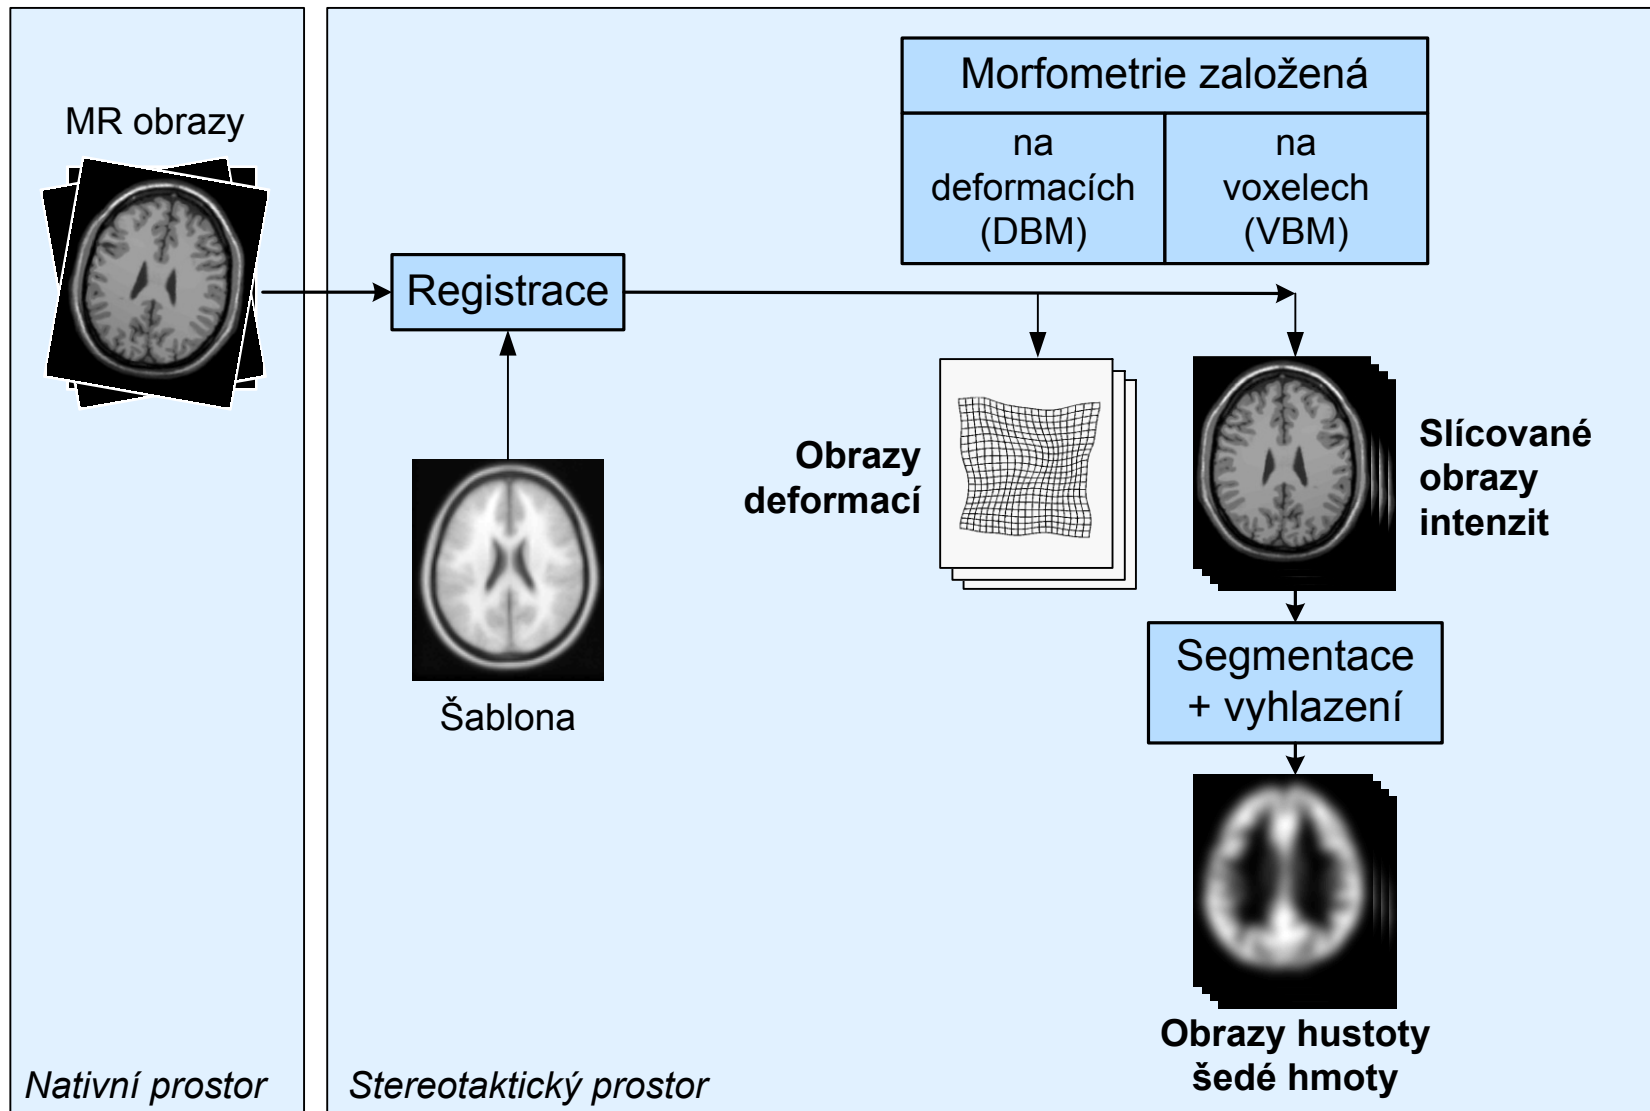 MR obrazy
Morfometrie založená
na
deformacích
(DBM)
na
voxelech
(VBM)
Registrace
Šablona
Obrazy
deformací
Slícované
obrazy
intenzit
Segmentace
+ vyhlazení
Obrazy hustoty
šedé hmoty
Nativní prostor
Stereotaktický prostor